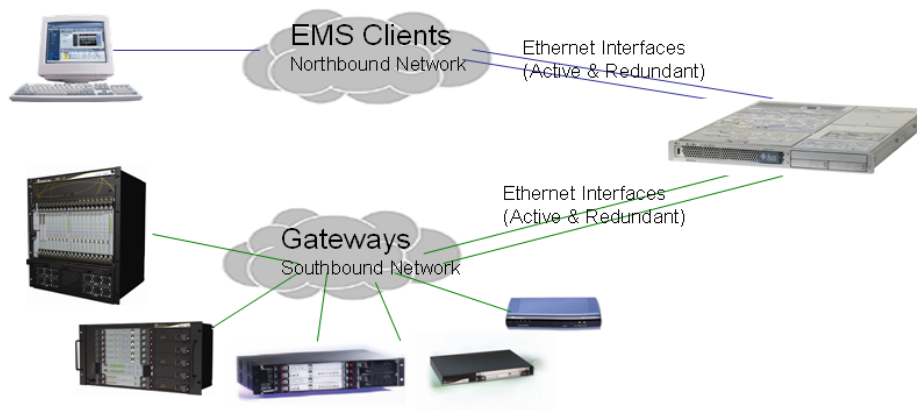 EMS Clients
Northbound Network
Ethernet Interfaces
(Active & Redundant)
Ethernet Interfaces
(Active & Redundant)
Gateways
Southbound Network